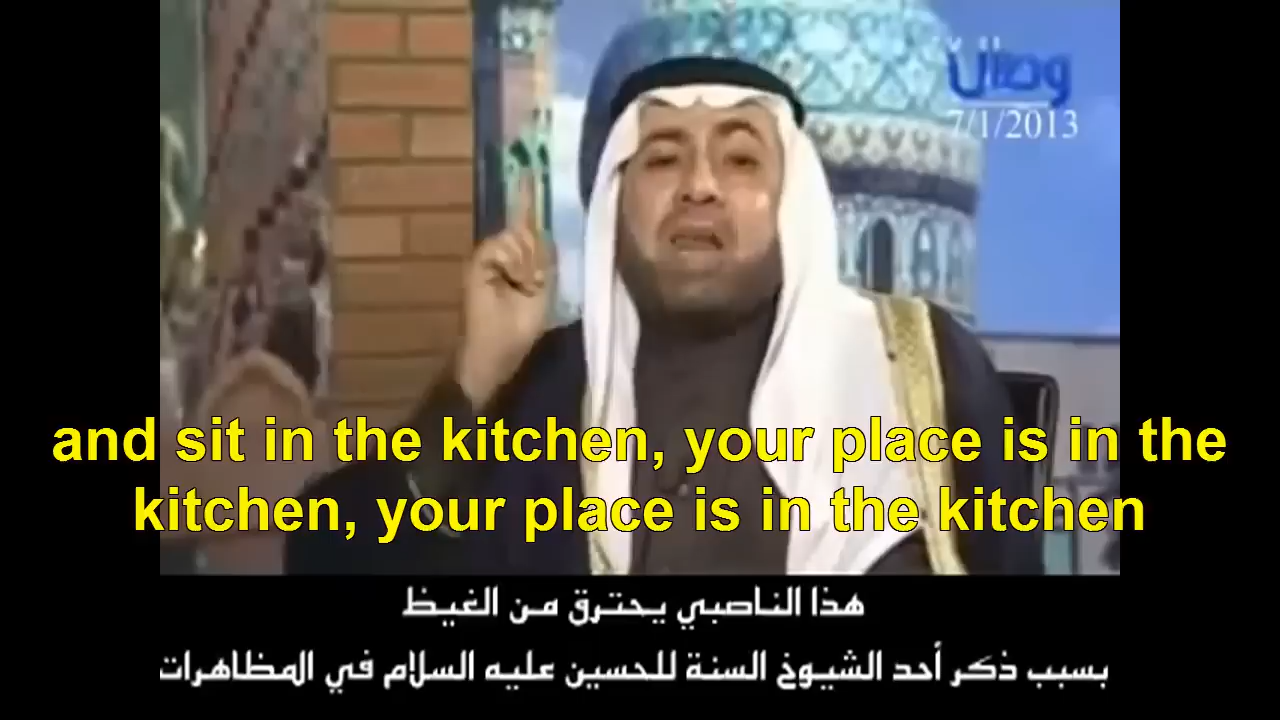 وصال
7/1/2013
and sit in the kitchen, your place is in the
kitchen, your place is in the kitchen
هذا الناصبي يحترق من الغيظ
بسبب ذكر أحد الشيوخ السنة للحسين عليه السلام في المظاهرات